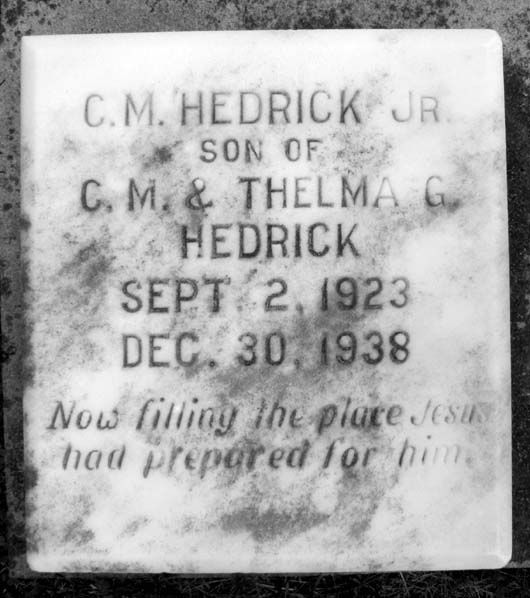 C. M. HEDRICK JR.
SON OF
C. M. & THELMA G.
HEDRICK
SEPT. 2, 1923
DEC. 30, 1938
Now filling the place Jesus
had prepared for him.